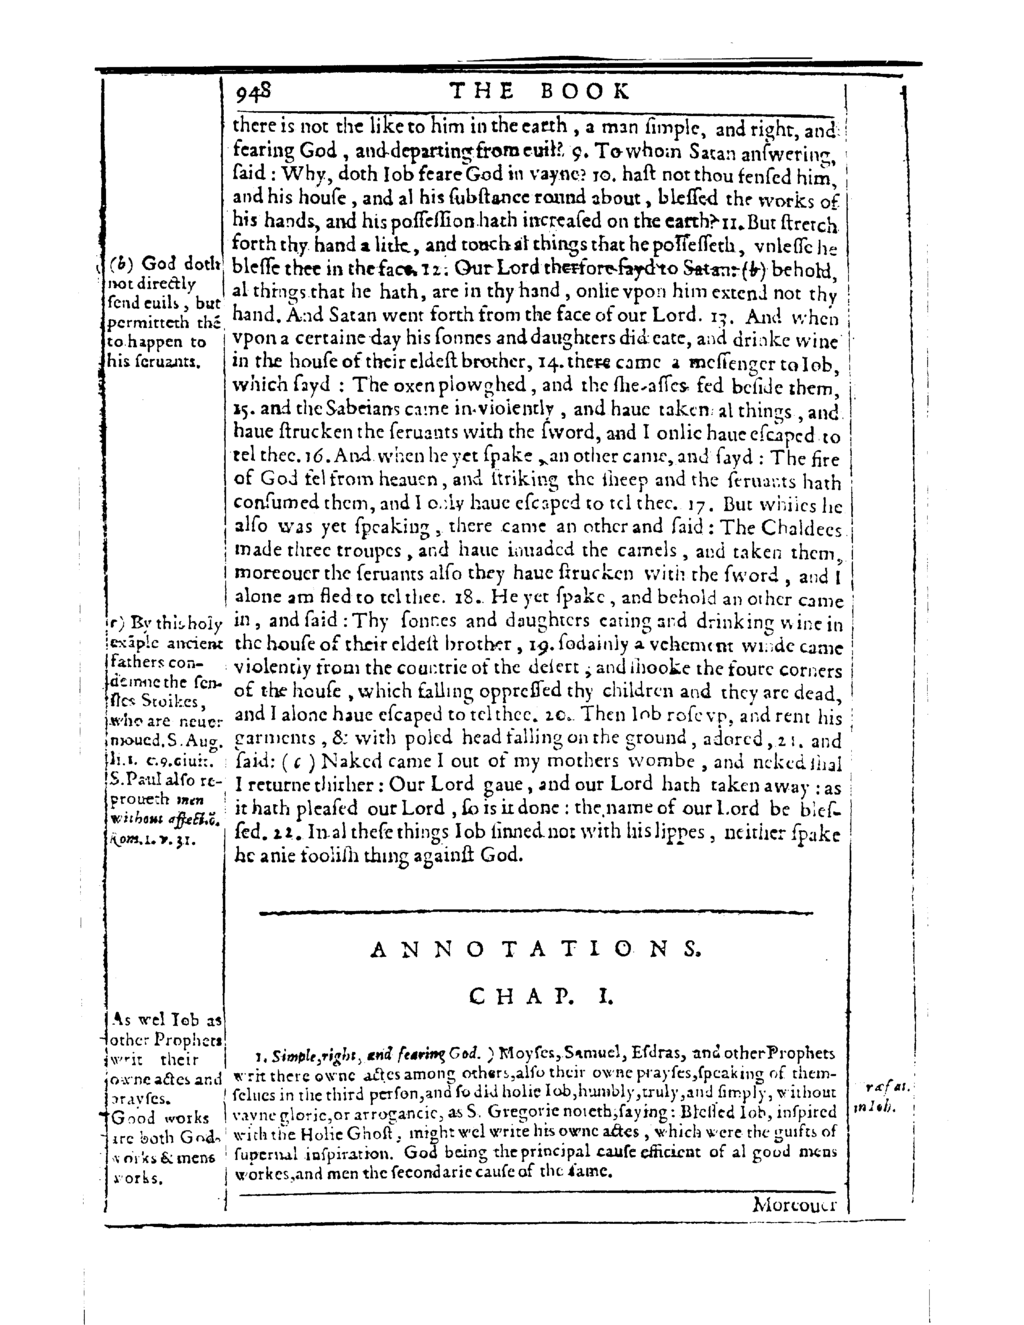 948 THE BOOK
there is not the like to him in the earth , a man ſimple, and right, and
fearing God , and departing from euil? 9. To whom Satan anſwering,
ſaid : Why, doth Iob feare God in vayne? 10. haſt not thou fenſed him,
and his houſe , and al his ſubſtance round about , bleſſed the works of
his hands, and his poſſeſſion hath increaſed on the earth? 11. But ſtretch
forth thy hand a litle, and touch al things that he poſſeſſeth, vnleſſe he
bleſſe thee in the face. 12. Our Lord therfore ſayd to Satan: (b) behold,
al things that he hath, are in thy hand , onlie vpon him extend not thy
hand. And Satan went forth from the face of our Lord. 13. And when
vpon a certaine day his ſonnes and daughters did eate, and drinke wine
in the houſe of their eldeſt brother, 14. there came a meſſenger to Iob,
which ſayd : The oxen plowghed , and the ſhe-aſſes fed beſide them,
15. and the Sabeians came in violently , and haue taken al things , and
haue ſtrucken the ſeruants with the ſword, and I onlie haue eſcaped to
tel thee. 16. And when he yet ſpake , an other came, and ſayd : The fire
of God fel from heauen , and ſtriking the ſheep and the ſeruants hath
conſumed them, and I only haue eſcaped to tel thee. 17. But whiles he
alſo was yet ſpeaking , there came an other and ſaid : The Chaldees
made three troupes , and haue inuaded the camels , and taken them,
moreouer the ſeruants alſo they haue ſtrucken with the ſword , and I
alone am fled to tel thee. 18. He yet ſpake , and behold an other came
in , and ſaid : Thy ſonnes and daughters eating and drinking wine in
the houſe of their eldeſt brother , 19. ſodainly a vehement winde came
violently from the countrie of the deſert , and ſhooke the foure corners
of the houſe , which falling oppreſſed thy children and they are dead,
and I alone haue eſcaped to tel thee. 20. Then Iob roſe vp, and rent his
garments , & with poled head falling on the ground , adored , 21. and
ſaid: ( c ) Naked came I out of my mothers wombe , and neked ſhal
I returne thither : Our Lord gaue , and our Lord hath taken away : as
it hath pleaſed our Lord , ſo is it done : the name of our Lord be bleſ-
ſed. 22. In al theſe things Iob ſinned not with his lippes , neither ſpake
he anie fooliſh thing againſt God.
(b) God doth
not directly
ſend euils , but
permitteth thē
to happen to
his ſeruants.
c) By this holy
exāple ancient
fathers con-
demne the ſen-
ſles Stoikes,
who are neuer
moued. S. Aug.
li. 1. c. 9. ciuit.
S. Paul alſo re-
proueth men
without affectiō.
Rom. 1. v. 31.
ANNOTATIONS.
CHAP. I.
1. Simple, right, and fearing God. ) Moyſes, Samuel, Eſdras, and other Prophets
writ there owne actes among others, alſo their owne prayſes, ſpeaking of them-
ſelues in the third perſon, and ſo did holie Iob, humbly, truly, and ſimply, without
vayne glorie, or arrogancie, as S. Gregorie noteth, ſaying : Bleſſed Iob, inſpired
with the Holie Ghoſt , might wel write his owne actes , which were the guifts of
ſupernal inſpiration. God being the principal cauſe efficient of al good mens
workes, and men the ſecondarie cauſe of the ſame.
As wel Iob as
other Prophets
writ their
owne actes and
prayſes.
Good works
are both Gods
works & mens
works.
Præfat.
in Iob.
Moreouer